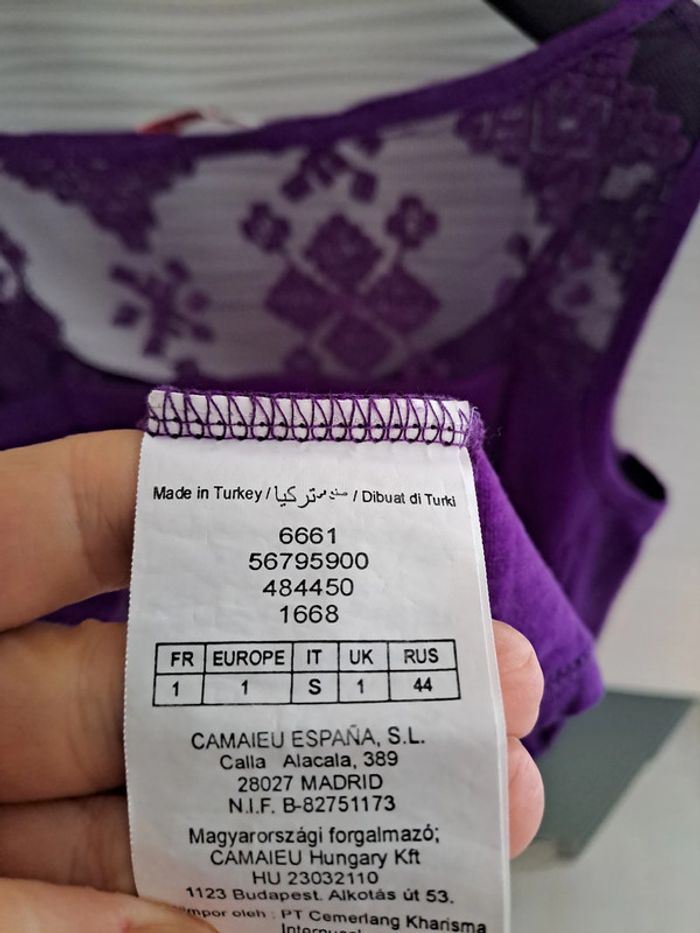 Made in Turkey / صنع في تركيا / Dibuat di Turki
6661
56795900
484450
1668
FR EUROPE IT UK RUS
1 1 S 1 44
CAMAIEU ESPAÑA, S.L.
Calla Alacala, 389
28027 MADRID
N.I.F. B-82751173
Magyarországi forgalmazó;
CAMAIEU Hungary Kft
HU 23032110
1123 Budapest. Alkotás út 53.
oleh : PT Cemerlang Kharisma